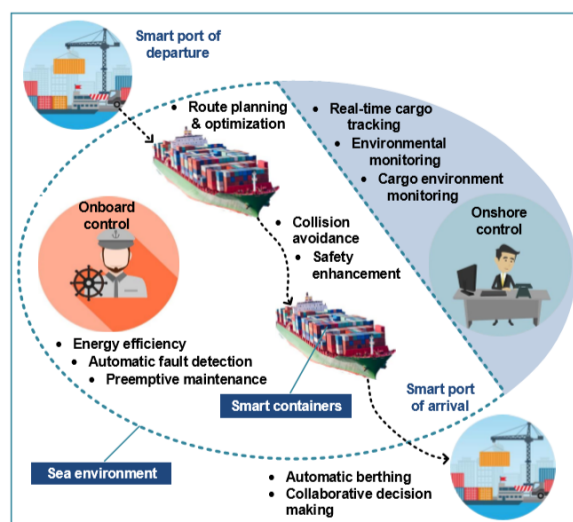 Smart port of
departure
• Route planning
& optimization
• Real-time cargo
tracking
• Environmental
monitoring
• Cargo environment
monitoring
Onboard
control
Onshore
control
• Collision
avoidance
• Safety
enhancement
• Energy efficiency
• Automatic fault detection
• Preemptive maintenance
Smart containers
Smart port
of arrival
Sea environment
• Automatic berthing
• Collaborative decision
making